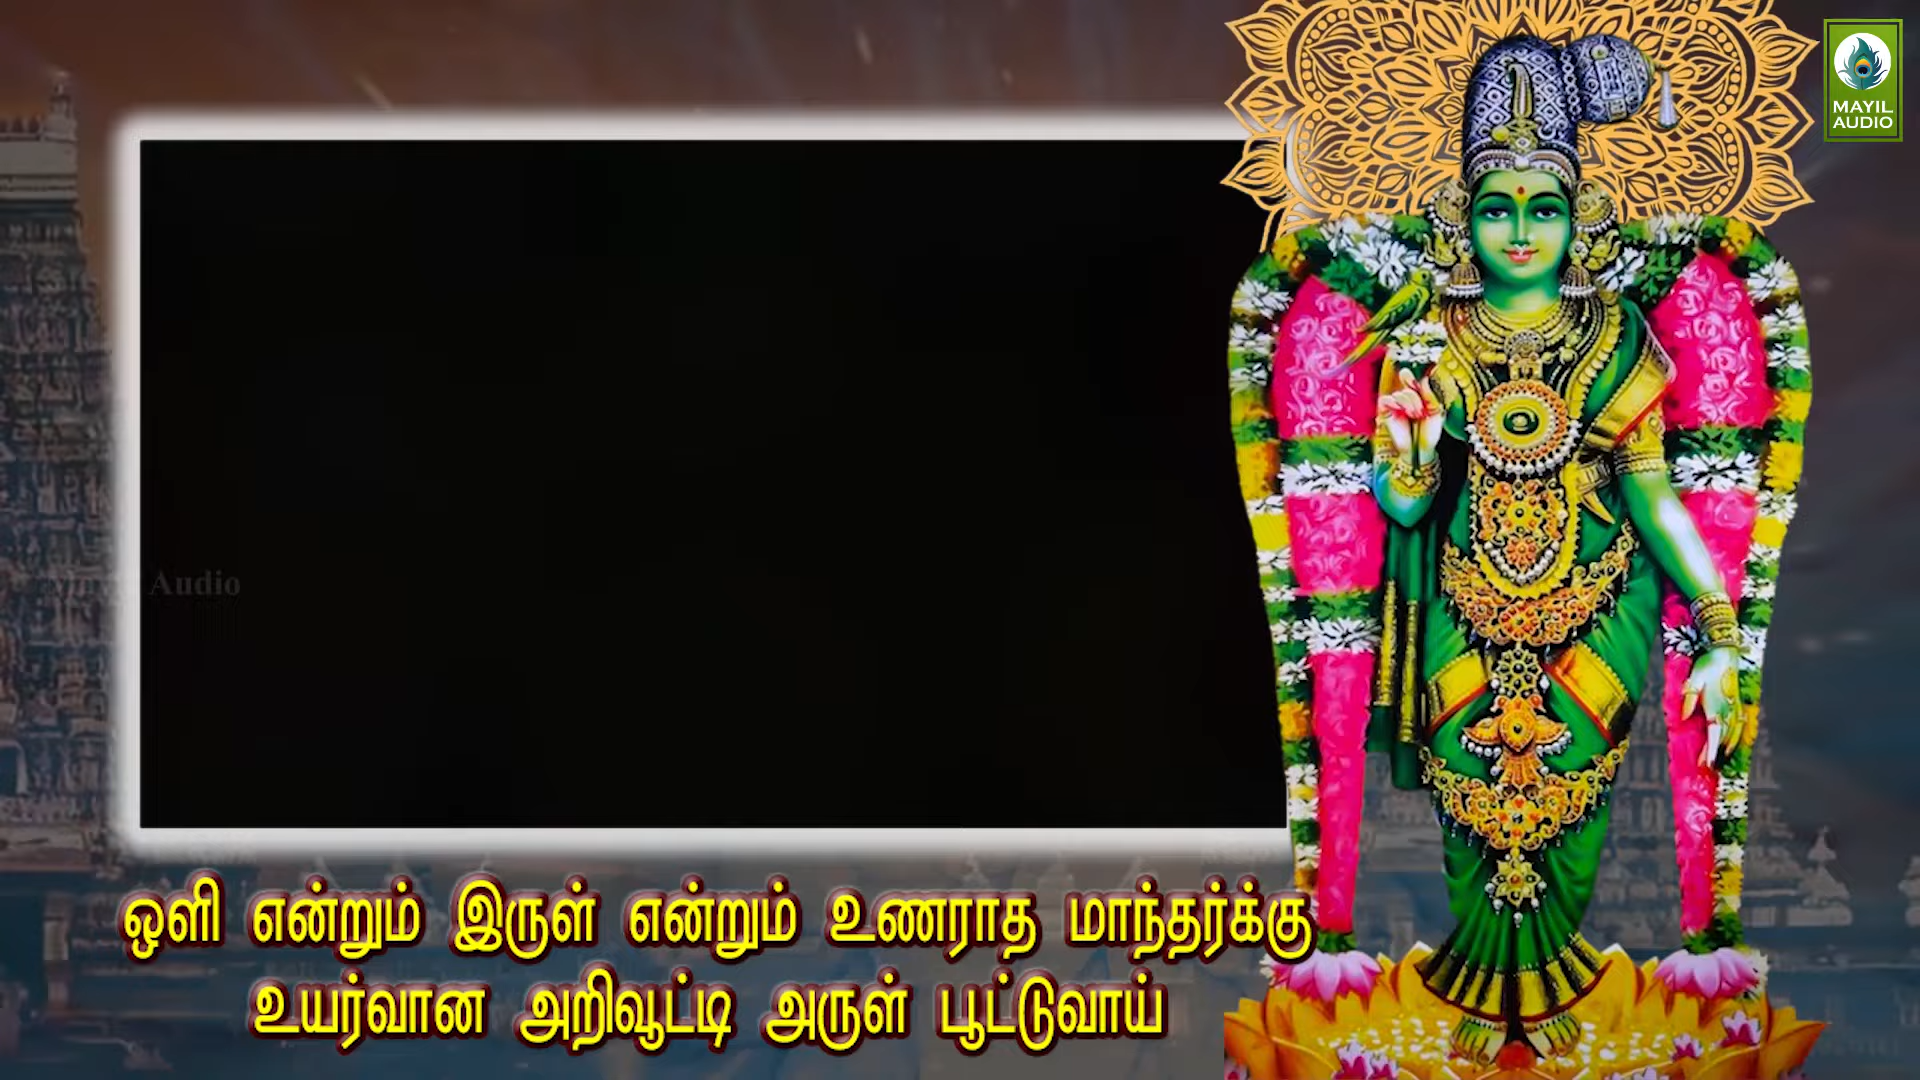 MAYIL
AUDIO
Audio
ஒளி என்றும் இருள் என்றும் உணராத மாந்தர்க்கு
உயர்வான அறிவூட்டி அருள் பூட்டுவாய்